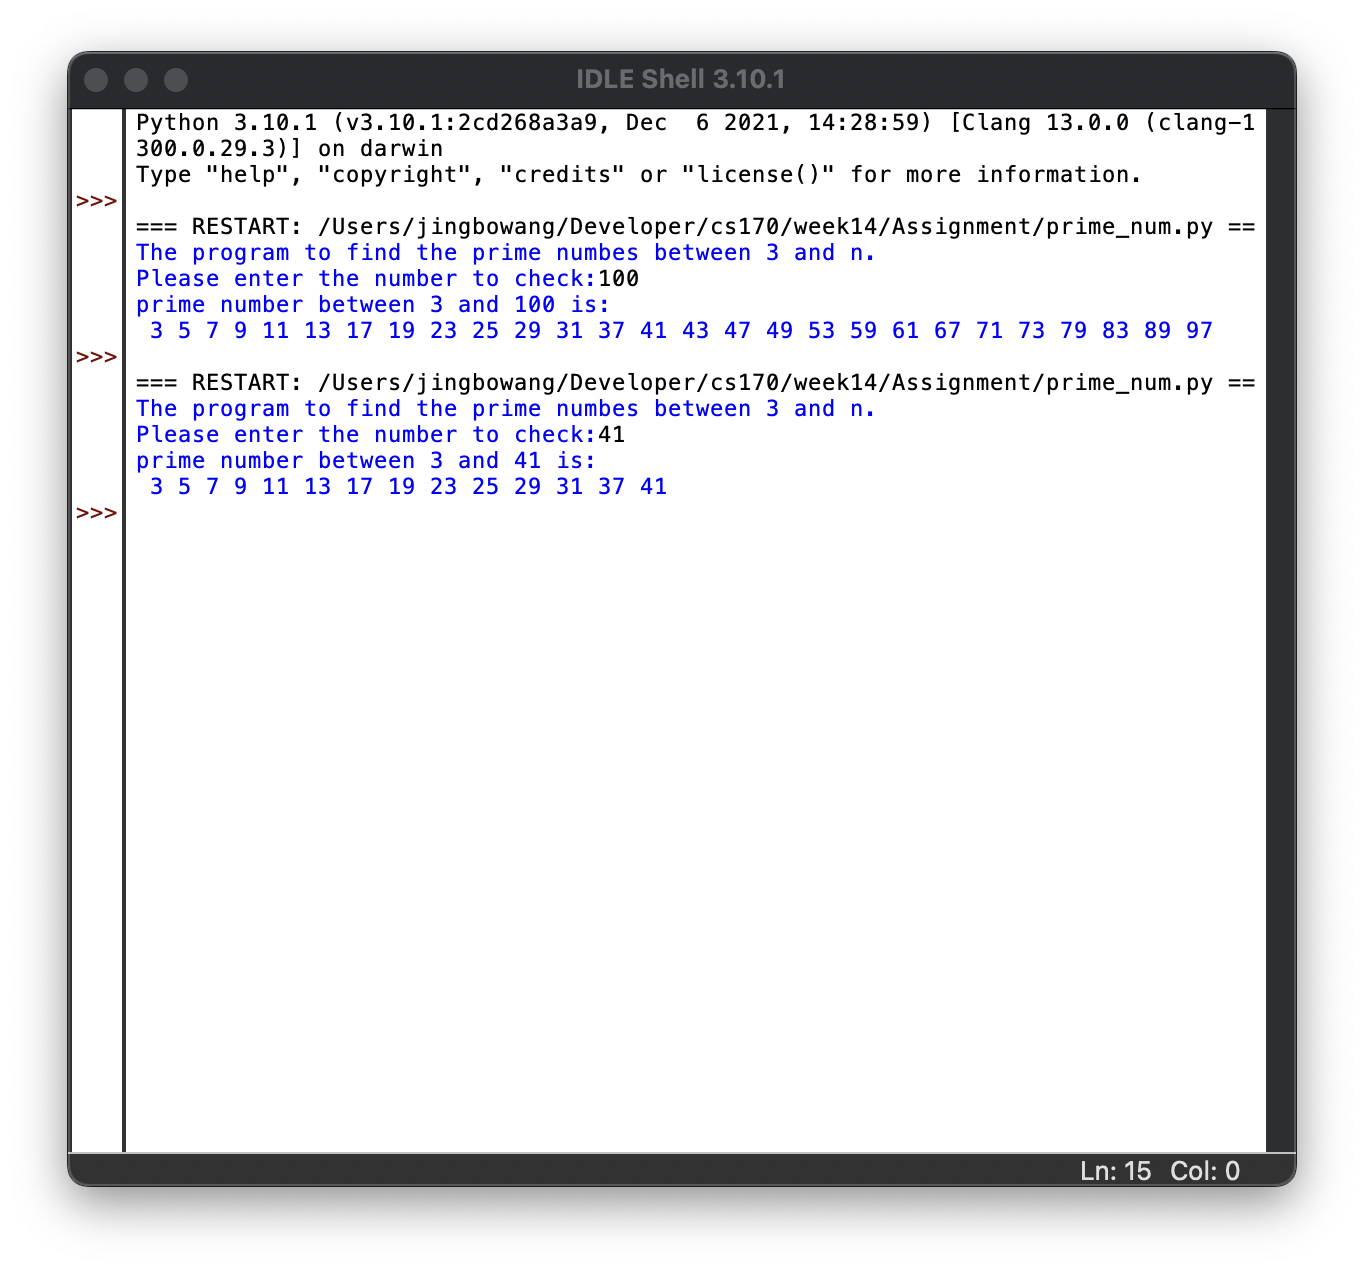 IDLE Shell 3.10.1
Python 3.10.1 (v3.10.1:2cd268a3a9, Dec  6 2021, 14:28:59) [Clang 13.0.0 (clang-1
300.0.29.3)] on darwin
Type "help", "copyright", "credits" or "license()" for more information.
>>>
=== RESTART: /Users/jingbowang/Developer/cs170/week14/Assignment/prime_num.py ==
The program to find the prime numbes between 3 and n.
Please enter the number to check:100
prime number between 3 and 100 is:
 3 5 7 9 11 13 17 19 23 25 29 31 37 41 43 47 49 53 59 61 67 71 73 79 83 89 97
>>>
=== RESTART: /Users/jingbowang/Developer/cs170/week14/Assignment/prime_num.py ==
The program to find the prime numbes between 3 and n.
Please enter the number to check:41
prime number between 3 and 41 is:
 3 5 7 9 11 13 17 19 23 25 29 31 37 41
>>>
Ln: 15 Col: 0